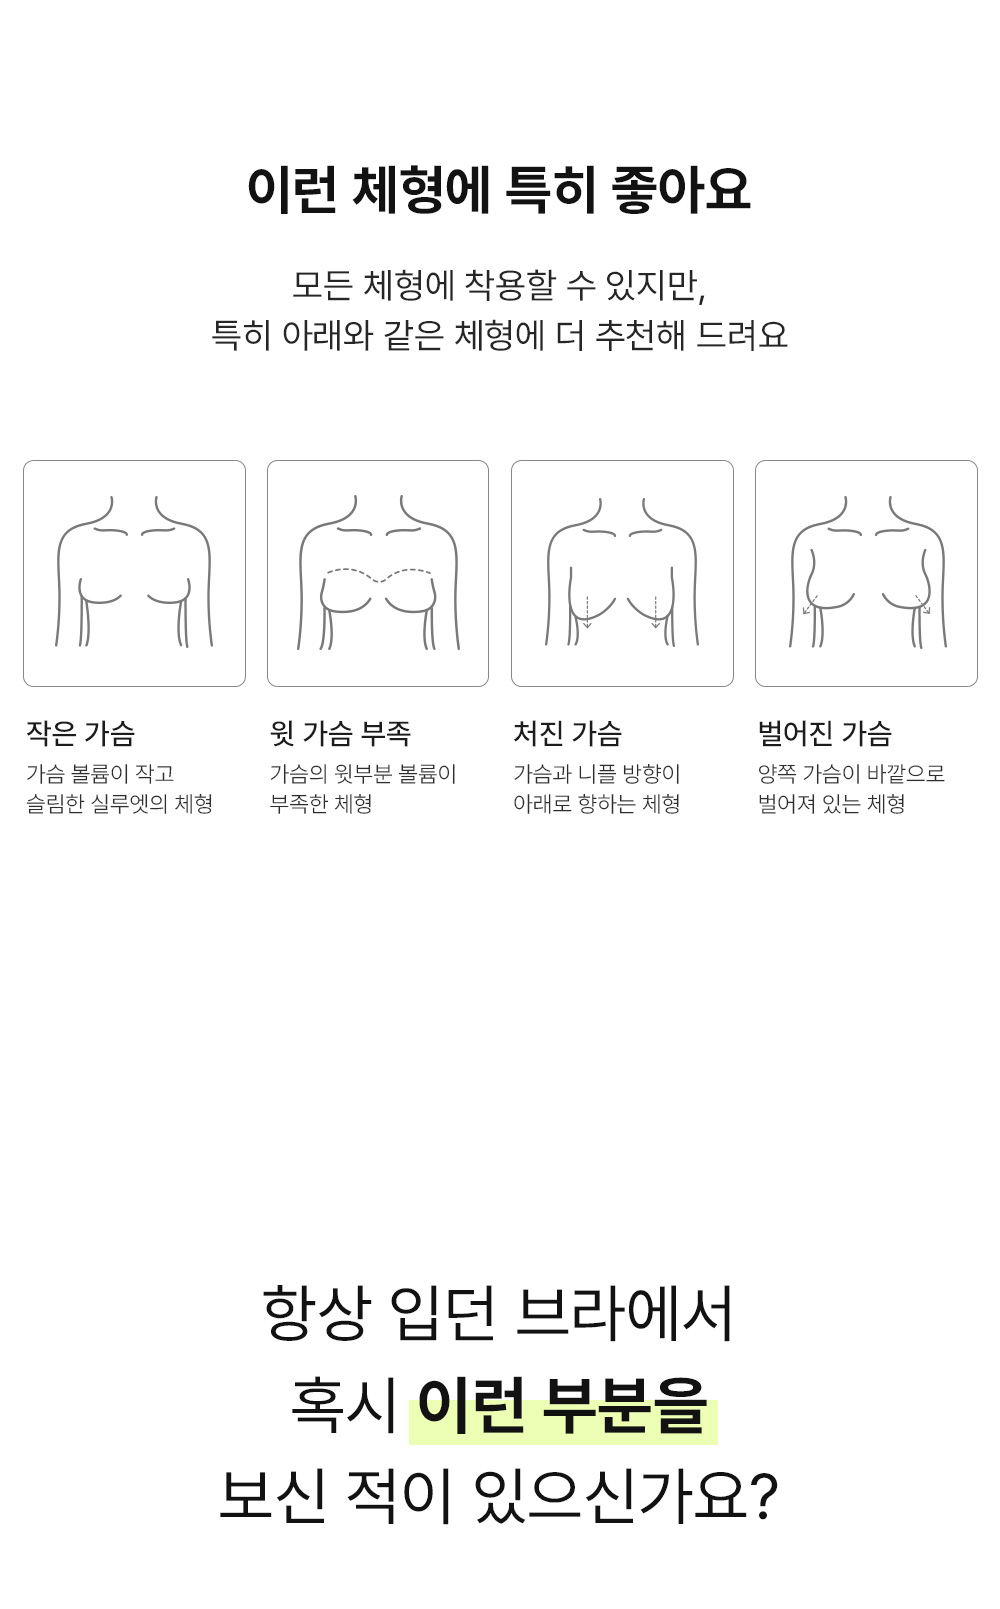 이런 체형에 특히 좋아요
모든 체형에 착용할 수 있지만,
특히 아래와 같은 체형에 더 추천해 드려요
작은 가슴
가슴 볼륨이 작고
슬림한 실루엣의 체형
윗 가슴 부족
가슴의 윗부분 볼륨이
부족한 체형
처진 가슴
가슴과 니플 방향이
아래로 향하는 체형
벌어진 가슴
양쪽 가슴이 바깥으로
벌어져 있는 체형
항상 입던 브라에서
혹시 이런 부분을
보신 적이 있으신가요?